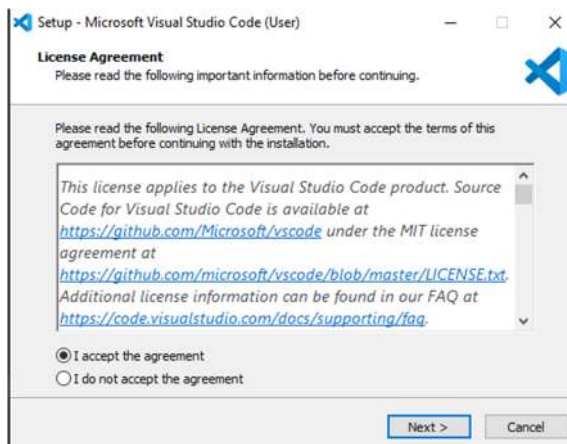 Setup - Microsoft Visual Studio Code (User)
License Agreement
Please read the following important information before continuing.
Please read the following License Agreement. You must accept the terms of this
agreement before continuing with the installation.
This license applies to the Visual Studio Code product. Source
Code for Visual Studio Code is available at
https://github.com/Microsoft/vscode under the MIT license
agreement at
https://github.com/microsoft/vscode/blob/master/LICENSE.txt.
Additional license information can be found in our FAQ at
https://code.visualstudio.com/docs/supporting/faq.
I accept the agreement
I do not accept the agreement
Next > Cancel